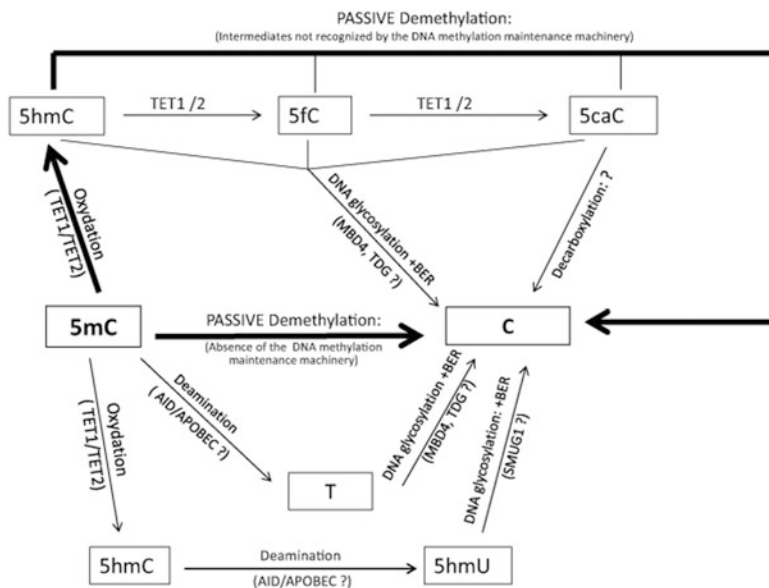 PASSIVE Demethylation:
(Intermediates not recognized by the DNA methylation maintenance machinery)
5hmC
TET1 /2
5fC
TET1 /2
5caC
Oxydation
( TET1/TET2)
DNA glycosylation +BER
(MBD4, TDG ?)
Decarboxylation: ?
5mC
PASSIVE Demethylation:
(Absence of the DNA methylation
maintenance machinery)
C
Oxydation
( TET1/TET2)
Deamination
( AID/APOBEC ?)
DNA glycosylation +BER
(MBD4, TDG ?)
DNA glycosylation: +BER
(SMUG1 ?)
T
5hmC
Deamination
(AID/APOBEC ?)
5hmU